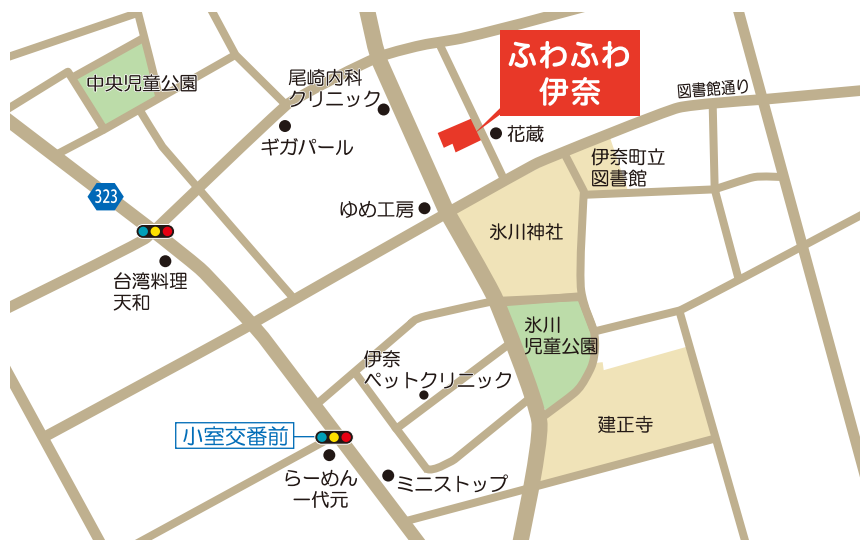 ふわふわ
伊奈
図書館通り
中央児童公園
尾崎内科
クリニック
ギガパール
花蔵
伊奈町立
図書館
323
ゆめ工房
氷川神社
台湾料理
天和
氷川
児童公園
伊奈
ペットクリニック
小室交番前
建正寺
らーめん
一代元
ミニストップ